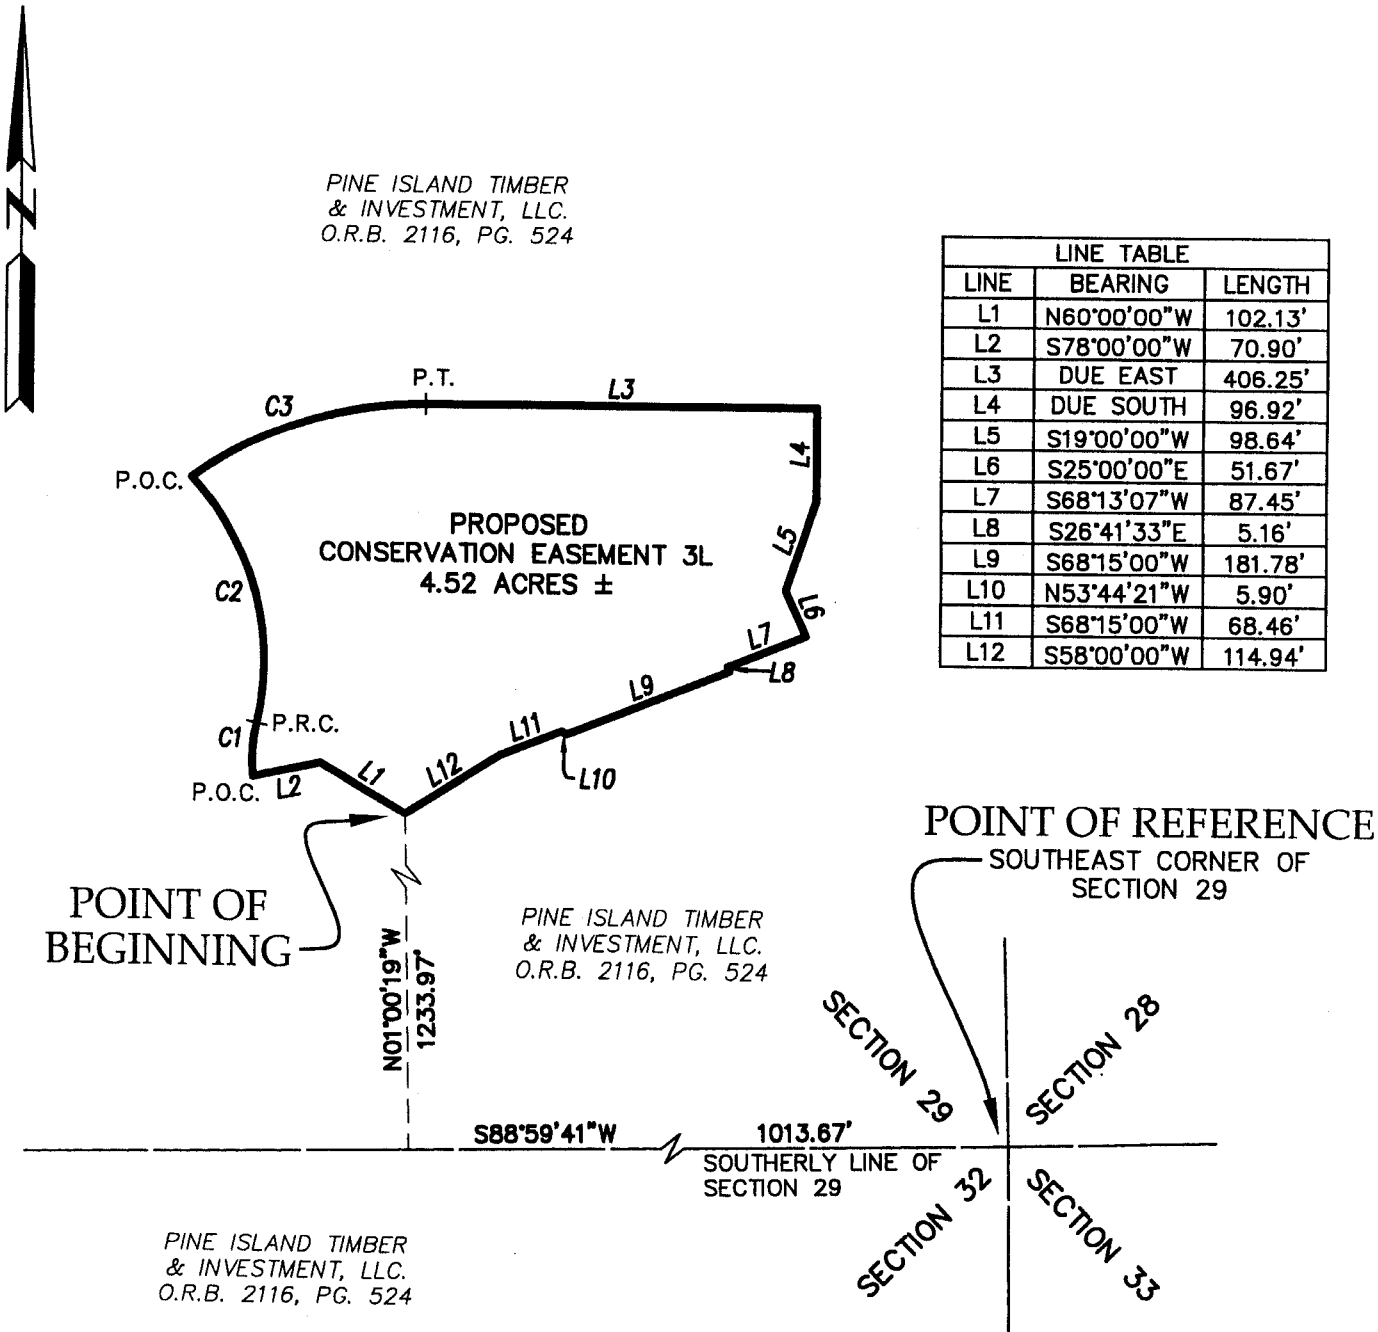 N
PINE ISLAND TIMBER
& INVESTMENT, LLC.
O.R.B. 2116, PG. 524
LINE TABLE
LINE BEARING LENGTH
L1 N60°00'00"W 102.13'
L2 S78°00'00"W 70.90'
L3 DUE EAST 406.25'
L4 DUE SOUTH 96.92'
L5 S19°00'00"W 98.64'
L6 S25°00'00"E 51.67'
L7 S68°13'07"W 87.45'
L8 S26°41'33"E 5.16'
L9 S68°15'00"W 181.78'
L10 N53°44'21"W 5.90'
L11 S68°15'00"W 68.46'
L12 S58°00'00"W 114.94'
P.T.
L3
C3
L4
P.O.C.
PROPOSED
CONSERVATION EASEMENT 3L
4.52 ACRES ±
L5
C2
L6
L7
L8
L9
C1
P.R.C.
L11
L10
P.O.C.
L2
L1
L12
POINT OF
BEGINNING
POINT OF REFERENCE
SOUTHEAST CORNER OF
SECTION 29
PINE ISLAND TIMBER
& INVESTMENT, LLC.
O.R.B. 2116, PG. 524
N01°00'19"W
1233.97'
SECTION 29
SECTION 28
S88°59'41"W 1013.67'
SOUTHERLY LINE OF
SECTION 29
SECTION 32
SECTION 33
PINE ISLAND TIMBER
& INVESTMENT, LLC.
O.R.B. 2116, PG. 524